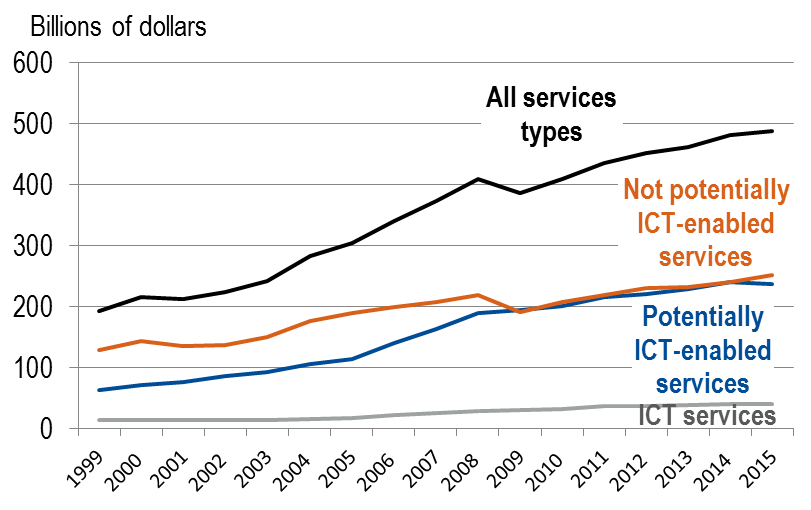 Billions of dollars
600
500
400
300
200
100
0
All services
types
Not potentially
ICT-enabled
services
Potentially
ICT-enabled
services
ICT services
1999
2000
2001
2002
2003
2004
2005
2006
2007
2008
2009
2010
2011
2012
2013
2014
2015